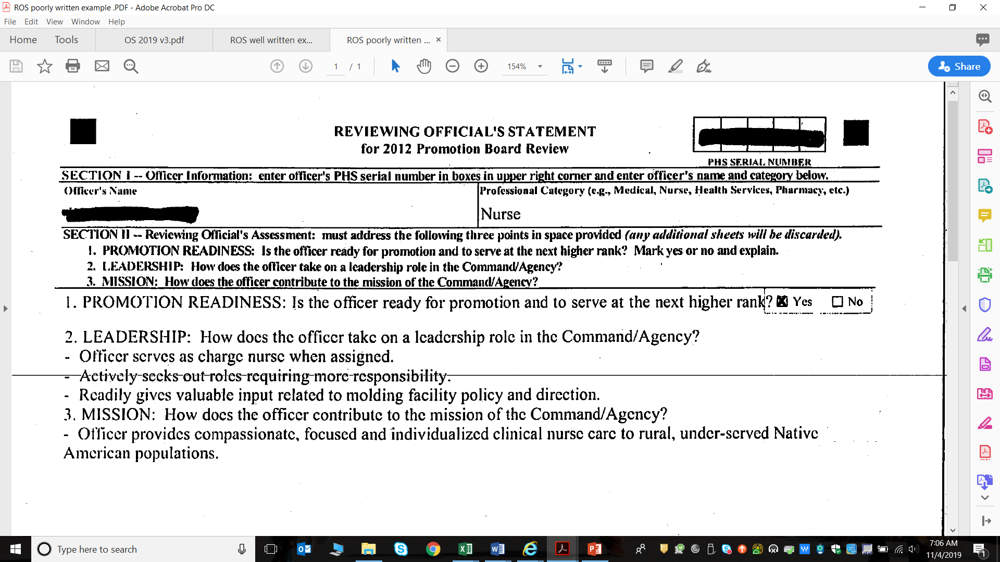 ROS poorly written example .PDF - Adobe Acrobat Pro DC
File Edit View Window Help
Home Tools OS 2019 v3.pdf ROS well written ex... ROS poorly written ... ×
1 / 1 154% Share
REVIEWING OFFICIAL'S STATEMENT
for 2012 Promotion Board Review
PHS SERIAL NUMBER
SECTION I -- Officer Information: enter officer's PHS serial number in boxes in upper right corner and enter officer's name and category below.
Officer's Name Professional Category (e.g., Medical, Nurse, Health Services, Pharmacy, etc.)
Nurse
SECTION II -- Reviewing Official's Assessment: must address the following three points in space provided (any additional sheets will be discarded).
1. PROMOTION READINESS: Is the officer ready for promotion and to serve at the next higher rank? Mark yes or no and explain.
2. LEADERSHIP: How does the officer take on a leadership role in the Command/Agency?
3. MISSION: How does the officer contribute to the mission of the Command/Agency?
1. PROMOTION READINESS: Is the officer ready for promotion and to serve at the next higher rank? Yes No
2. LEADERSHIP: How does the officer take on a leadership role in the Command/Agency?
- Officer serves as charge nurse when assigned.
- Actively seeks out roles requiring more responsibility.
- Readily gives valuable input related to molding facility policy and direction.
3. MISSION: How does the officer contribute to the mission of the Command/Agency?
- Officer provides compassionate, focused and individualized clinical nurse care to rural, under-served Native
American populations.
Type here to search
7:06 AM
11/4/2019
1